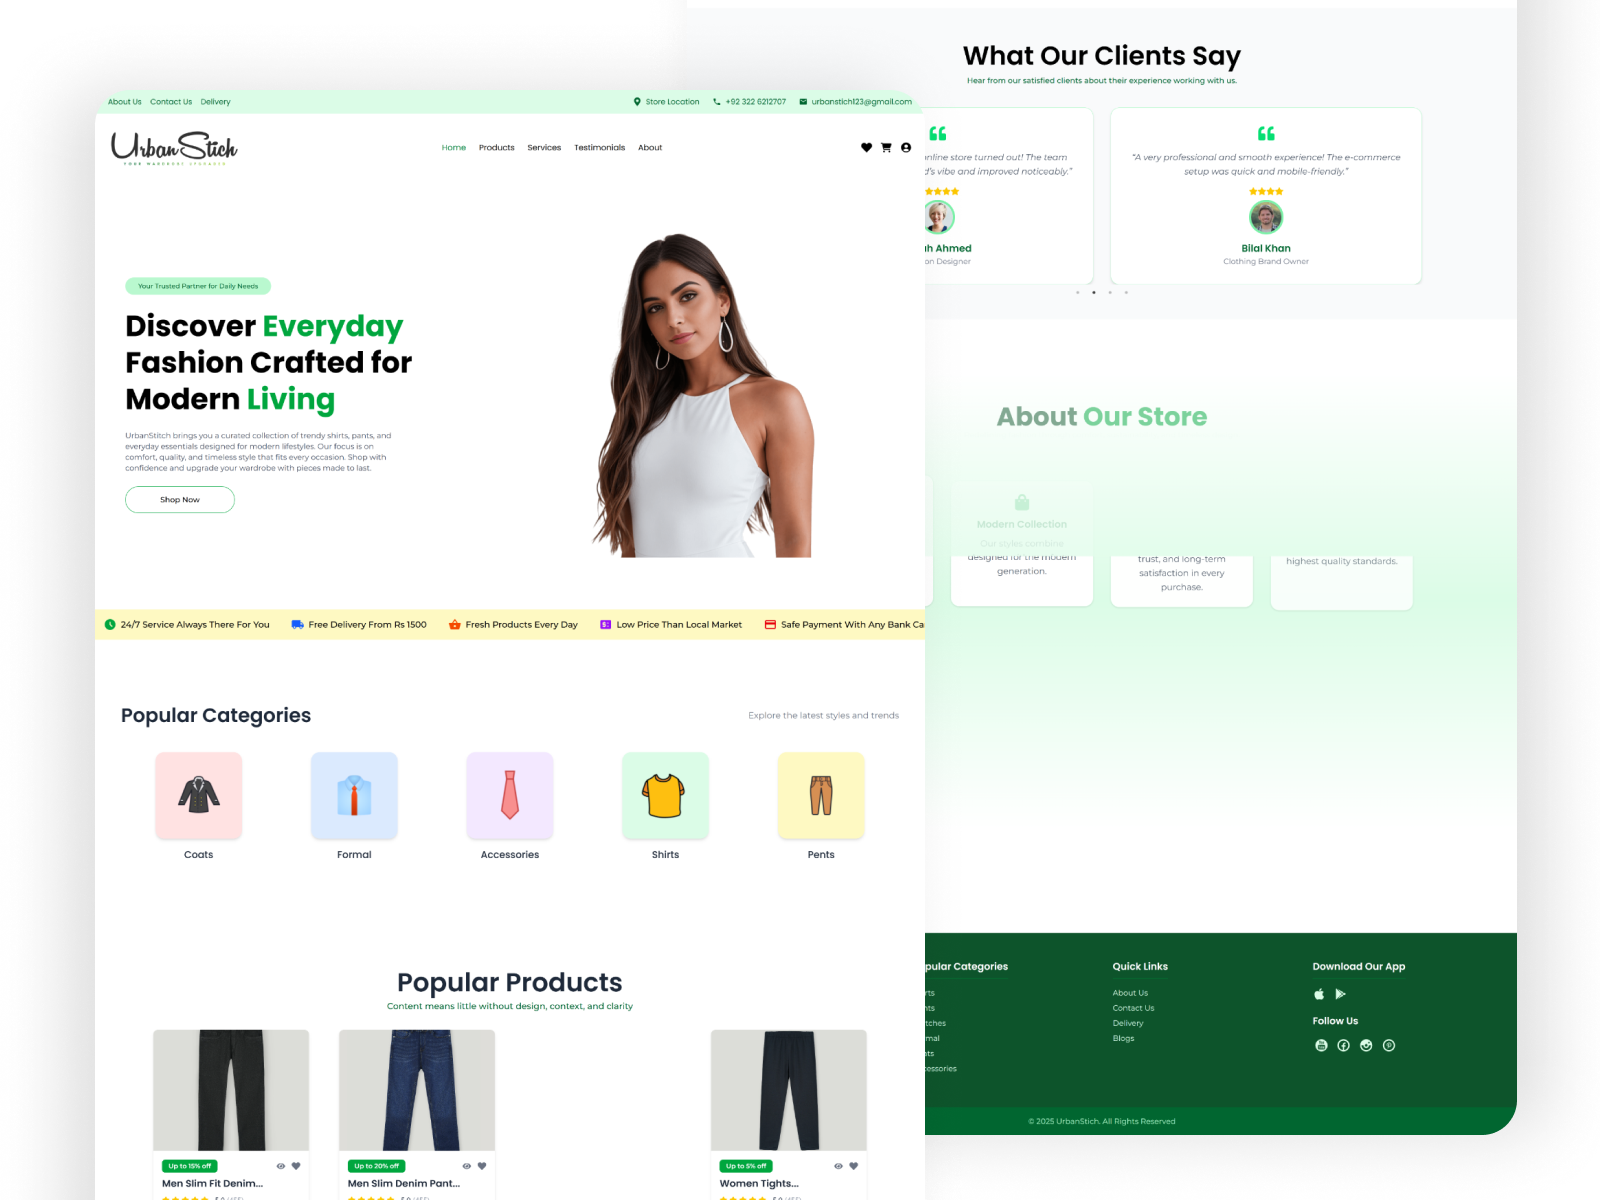 About Us Contact Us Delivery
Store Location +92 322 6212707 urbanstich123@gmail.com
UrbanStich
Home Products Services Testimonials About
Your Trusted Partner for Daily Needs
Discover Everyday
Fashion Crafted for
Modern Living
UrbanStitch brings you a curated collection of trendy shirts, pants, and
everyday essentials designed for modern lifestyles. Our focus is on
comfort, quality, and timeless style that fits every occasion. Shop with
confidence and upgrade your wardrobe with pieces made to last.
Shop Now
24/7 Service Always There For You Free Delivery From Rs 1500 Fresh Products Every Day Low Price Than Local Market Safe Payment With Any Bank Ca
Popular Categories
Explore the latest styles and trends
Coats Formal Accessories Shirts Pents
Popular Products
Content means little without design, context, and clarity
Up to 15% off
Men Slim Fit Denim...
Up to 20% off
Men Slim Denim Pant...
Up to 5% off
Women Tights...
What Our Clients Say
Hear from our satisfied clients about their experience working with us.
nline store turned out! The team
d's vibe and improved noticeably."
h Ahmed
on Designer
"A very professional and smooth experience! The e-commerce
setup was quick and mobile-friendly."
Bilal Khan
Clothing Brand Owner
About Our Store
Modern Collection
Our styles combine
designed for the modern
generation.
trust, and long-term
satisfaction in every
purchase.
highest quality standards.
pular Categories
rts
nts
tches
mal
ats
cessories
Quick Links
About Us
Contact Us
Delivery
Blogs
Download Our App
Follow Us
© 2025 UrbanStich. All Rights Reserved